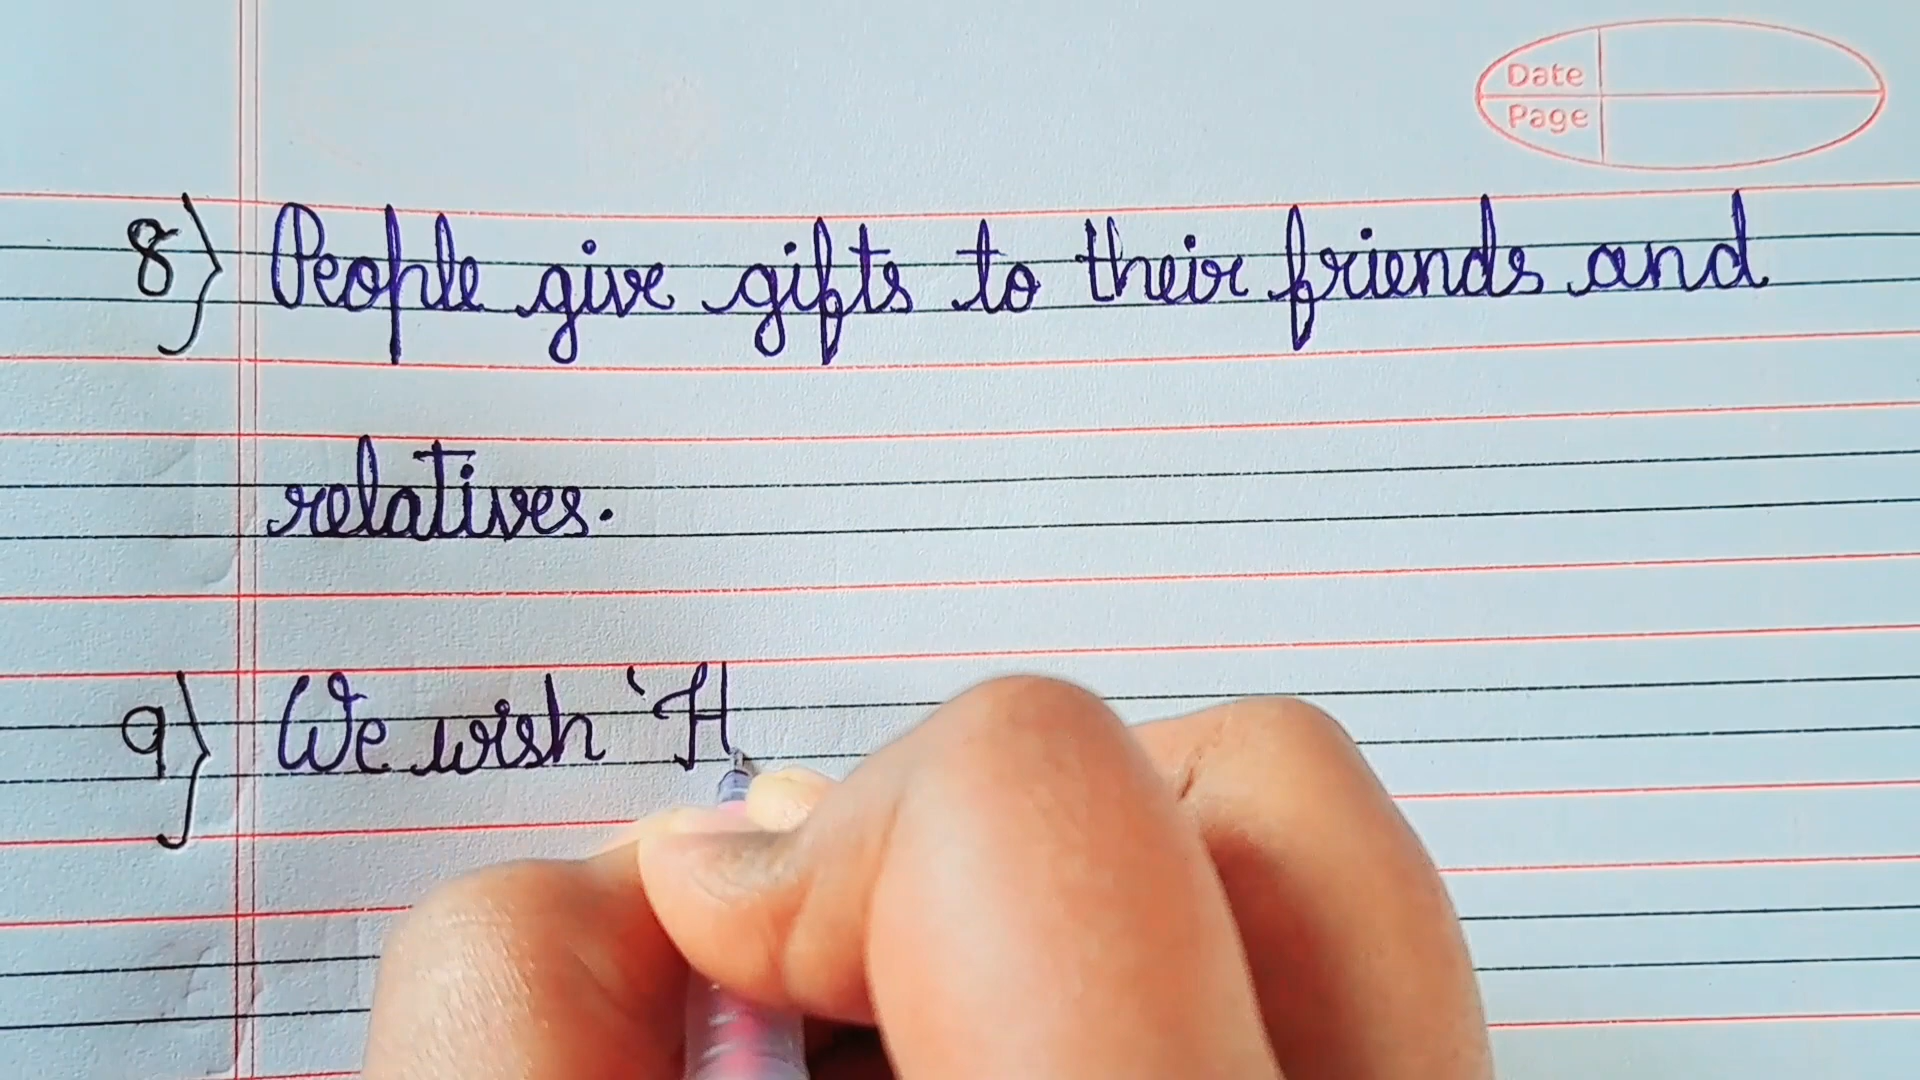 Date
Page
8) People give gifts to their friends and
relatives.
9) We wish 'H